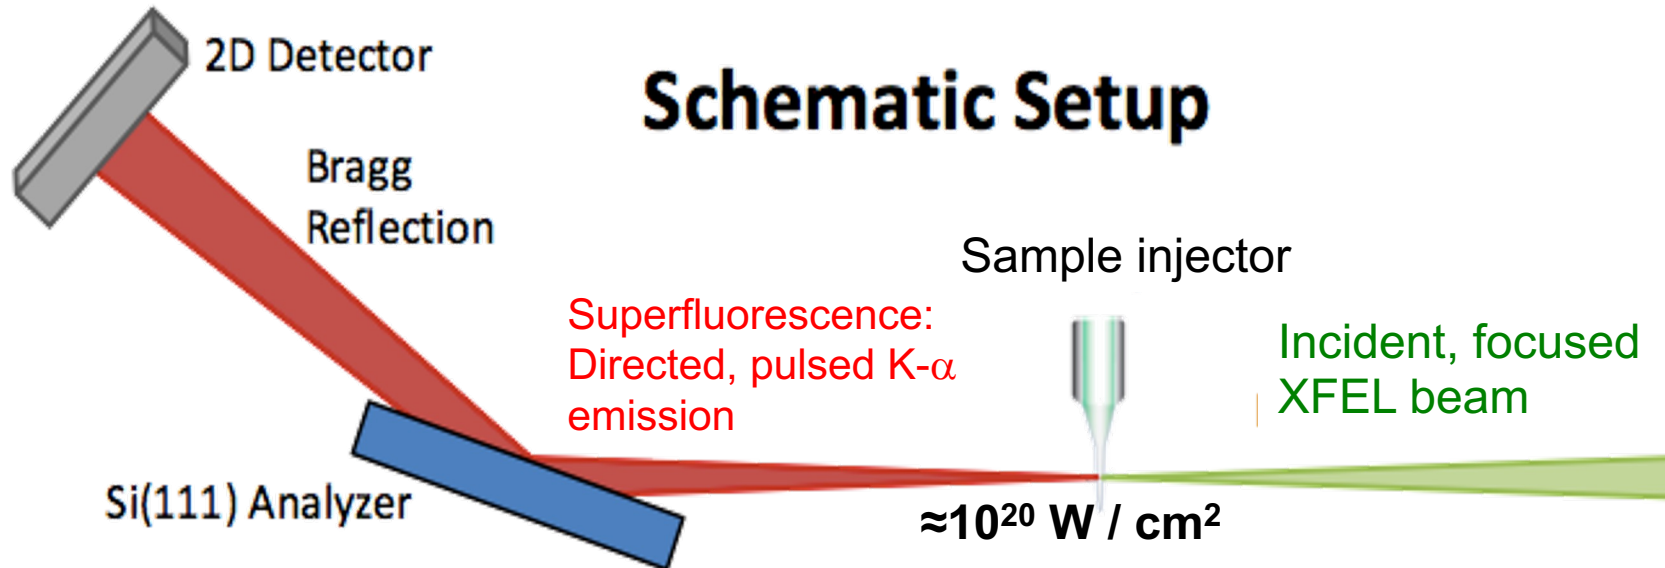 2D Detector
Schematic Setup
Bragg
Reflection
Sample injector
Superfluorescence:
Directed, pulsed K-α
emission
Incident, focused
XFEL beam
Si(111) Analyzer
≈10²⁰ W / cm²